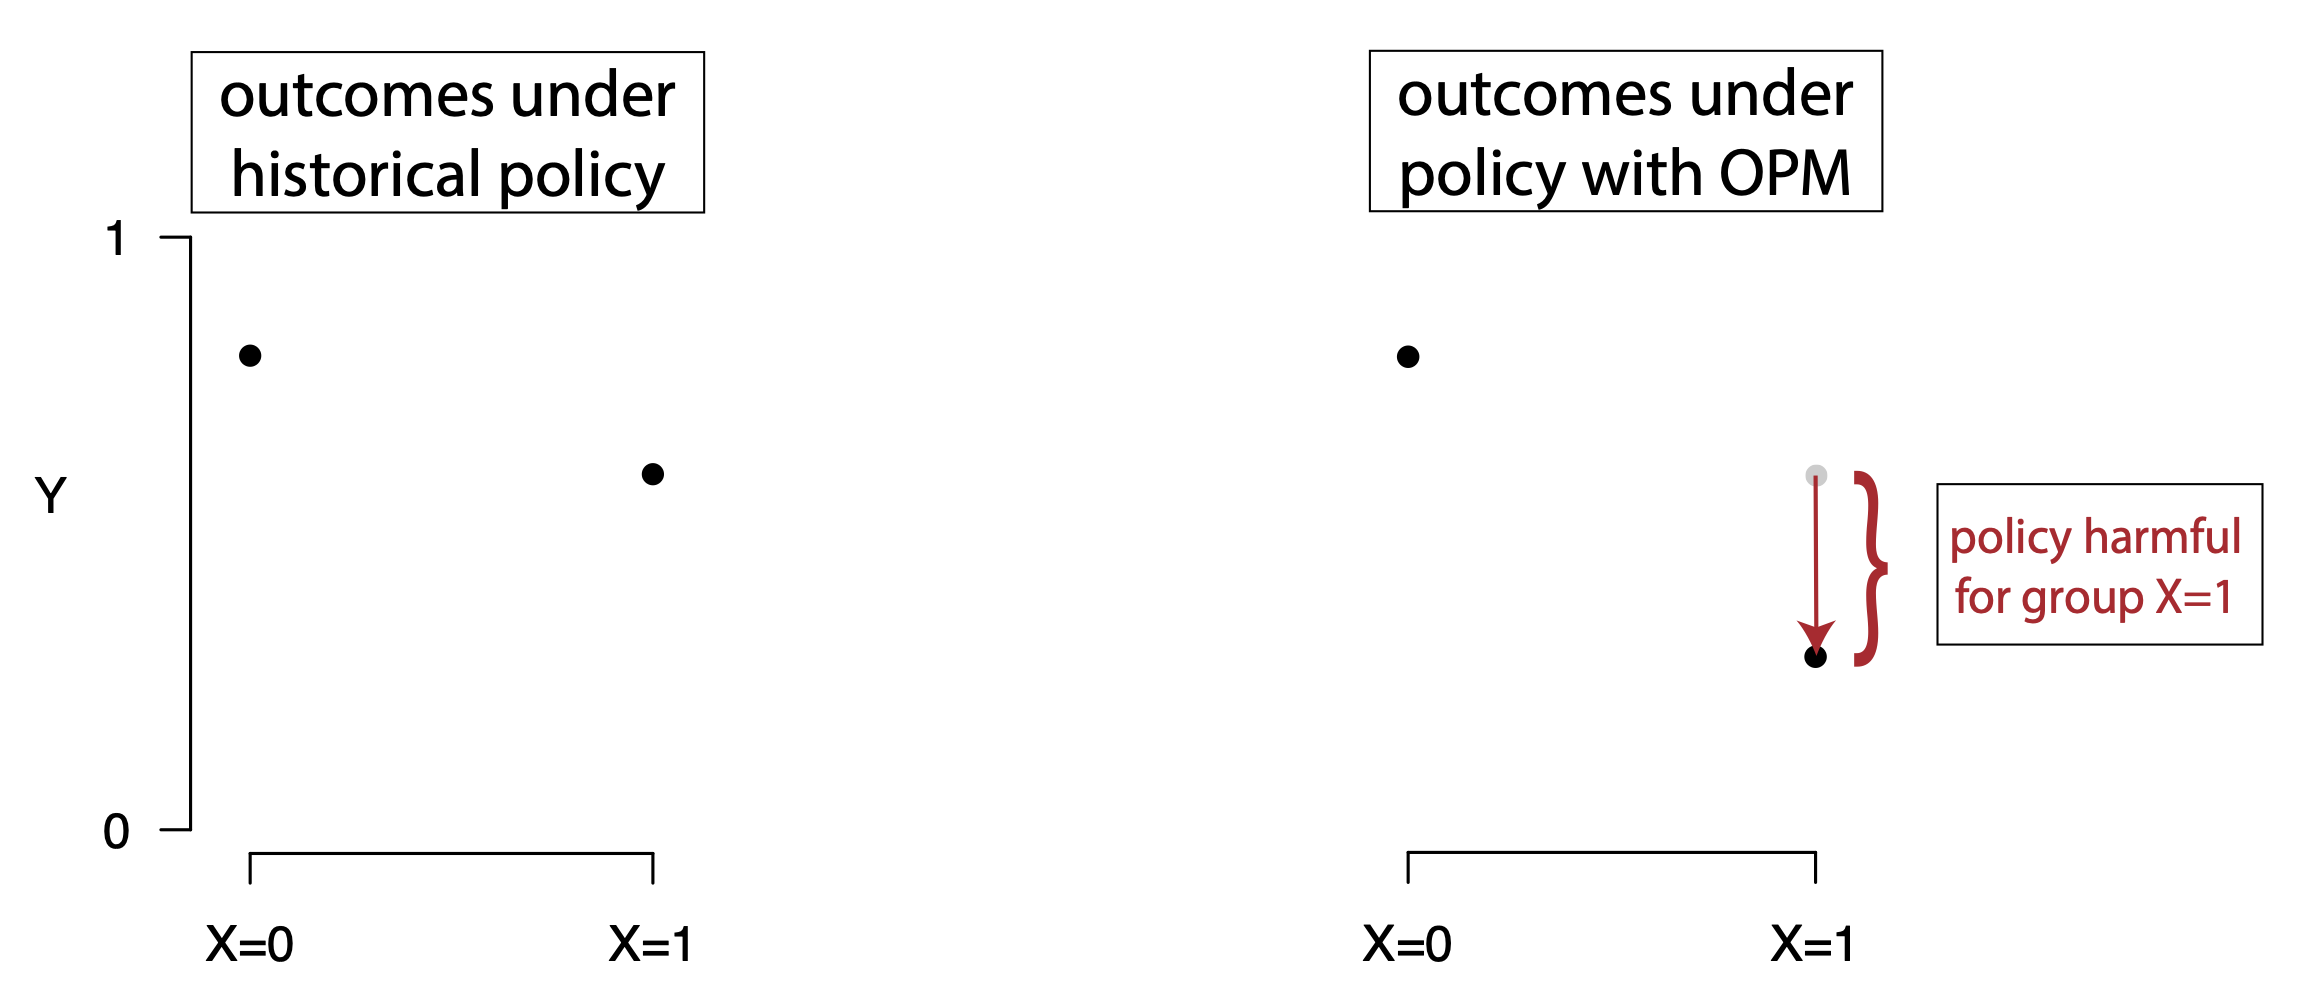 outcomes under
historical policy
outcomes under
policy with OPM
1
Y
0
X=0
X=1
policy harmful
for group X=1
X=0
X=1